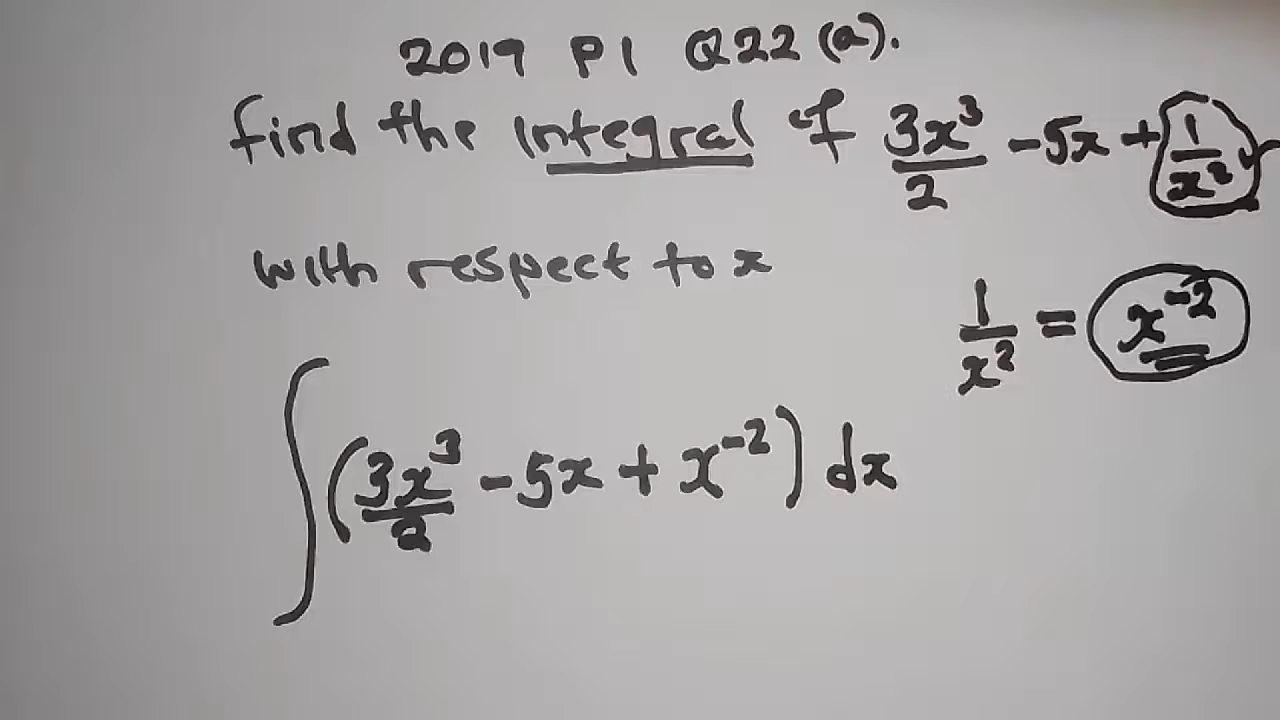 2019 P1 Q22 (a).
find the integral of 3x³/2 - 5x + 1/x²
with respect to x
1/x² = x⁻²
∫(3x³/2 - 5x + x⁻²) dx